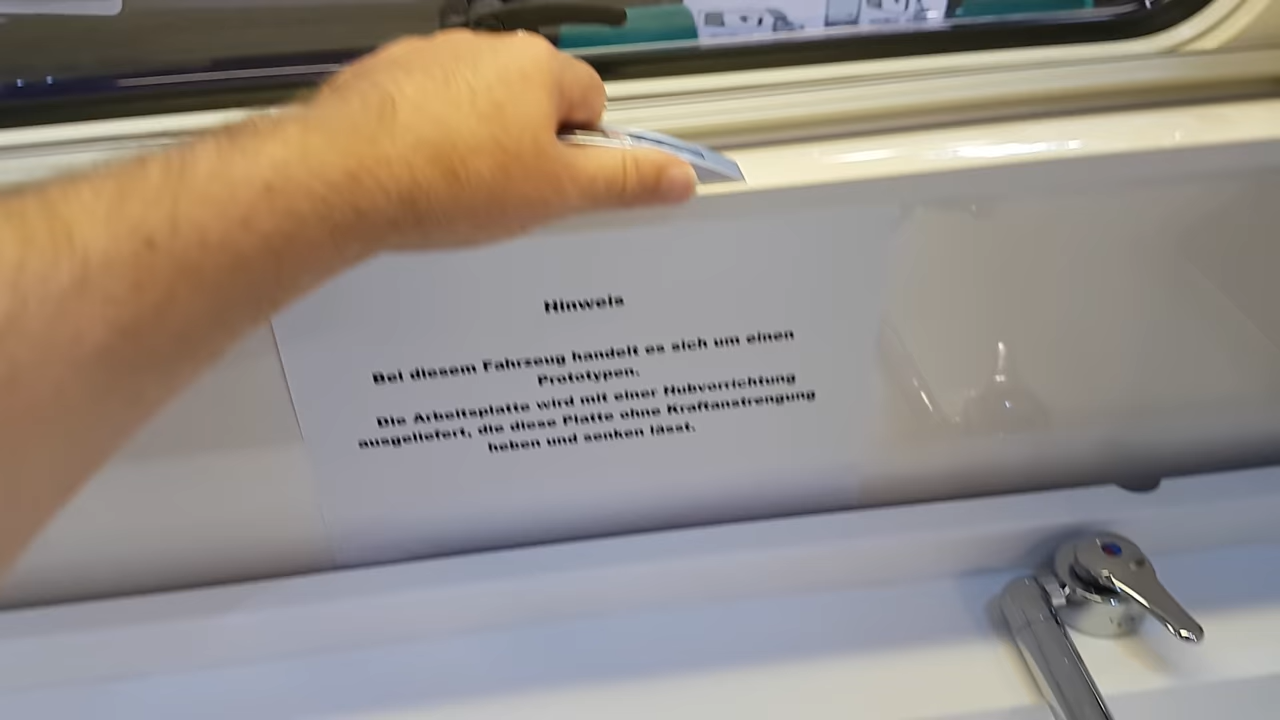 Hinweis
Bei diesem Fahrzeug handelt es sich um einen
Prototypen.
Die Arbeitsplatte wird mit einer Hubvorrichtung
ausgeliefert, die diese Platte ohne Kraftanstrengung
heben und senken lässt.